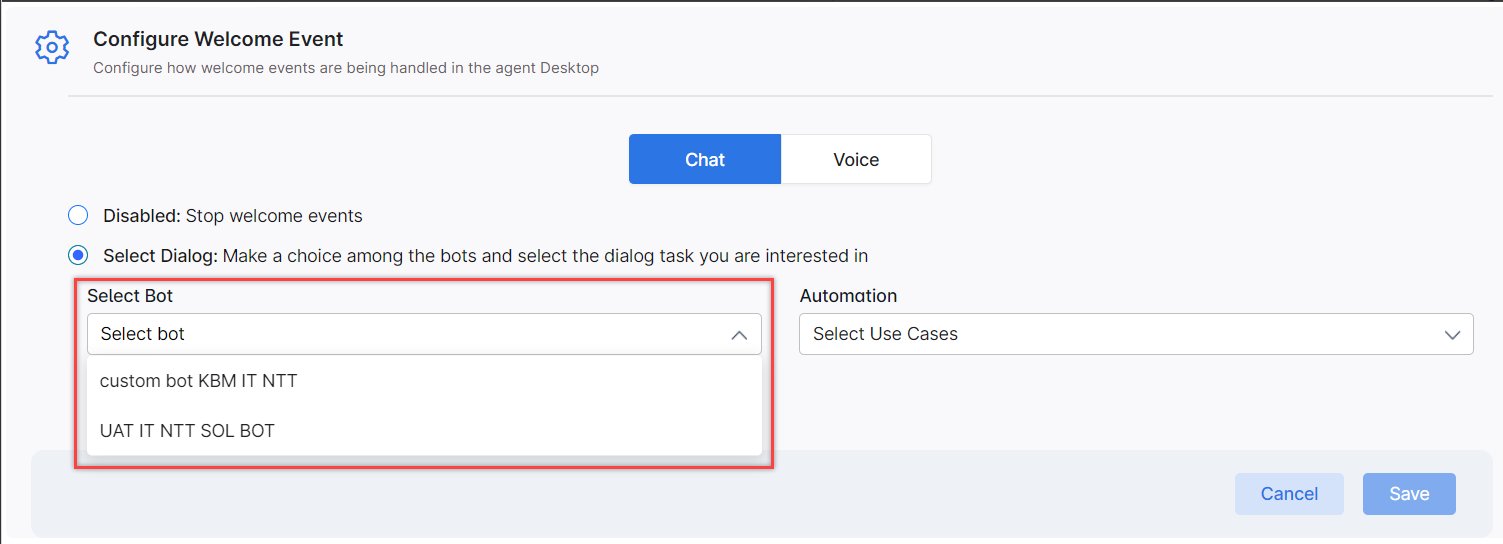 Configure Welcome Event
Configure how welcome events are being handled in the agent Desktop
Chat
Voice
Disabled: Stop welcome events
Select Dialog: Make a choice among the bots and select the dialog task you are interested in
Select Bot
Automation
Select bot
Select Use Cases
custom bot KBM IT NTT
UAT IT NTT SOL BOT
Cancel
Save